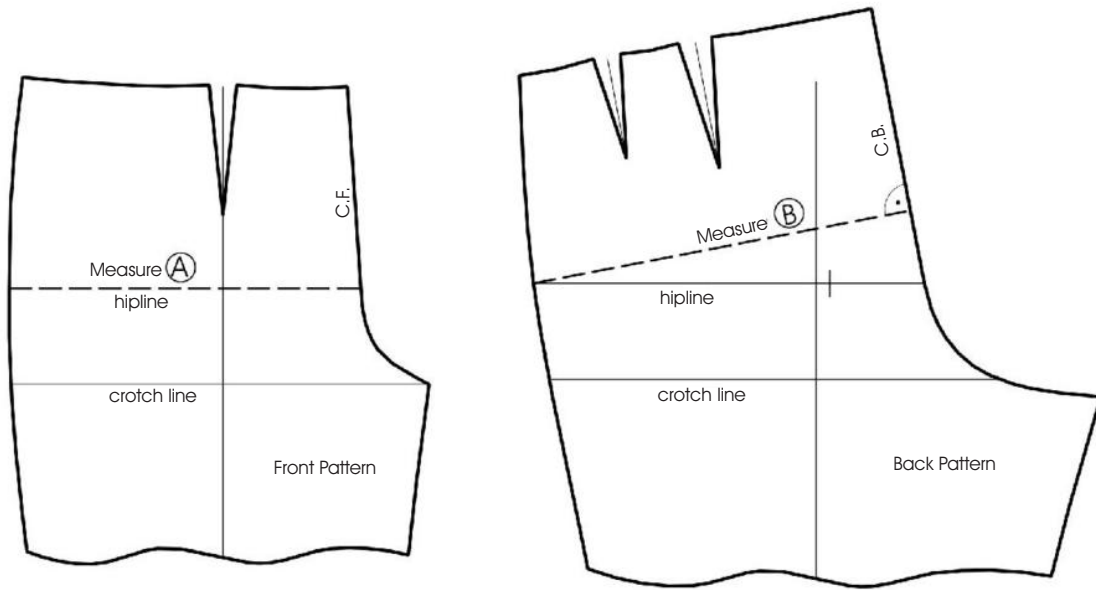 C.F.
Measure A
hipline
crotch line
Front Pattern
C.B.
Measure B
hipline
crotch line
Back Pattern